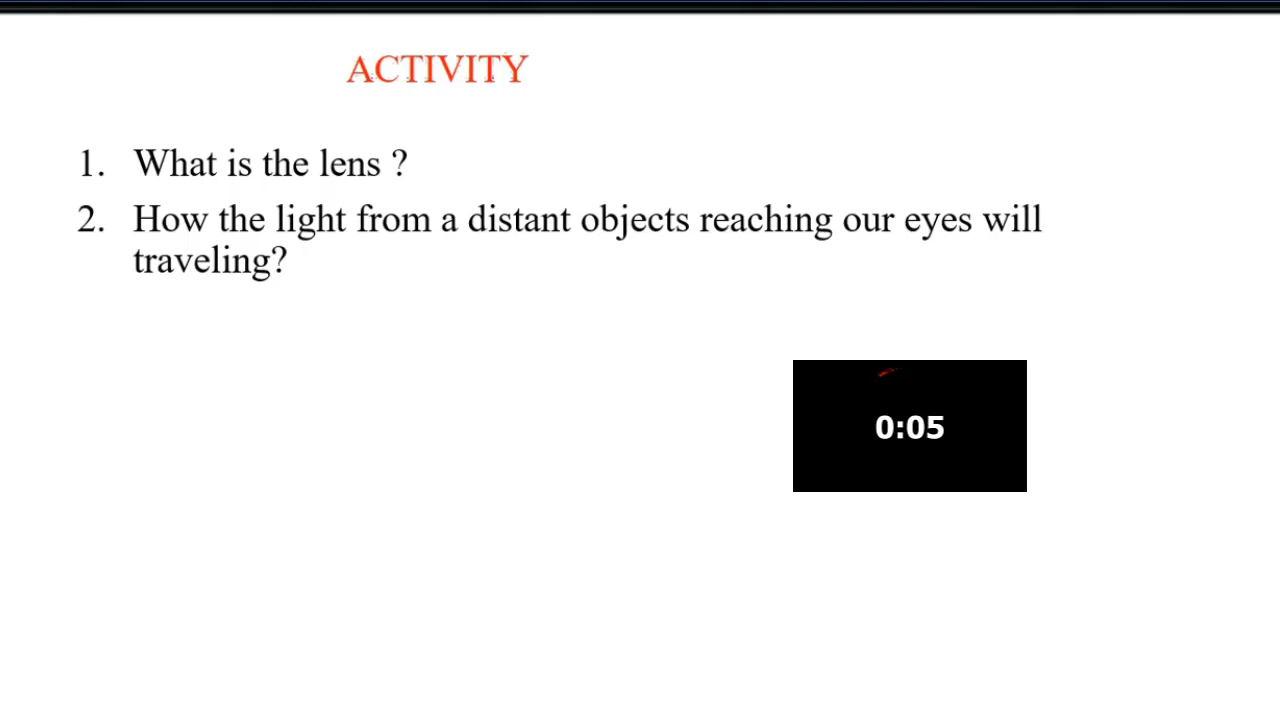 ACTIVITY
1. What is the lens ?
2. How the light from a distant objects reaching our eyes will
traveling?
0:05